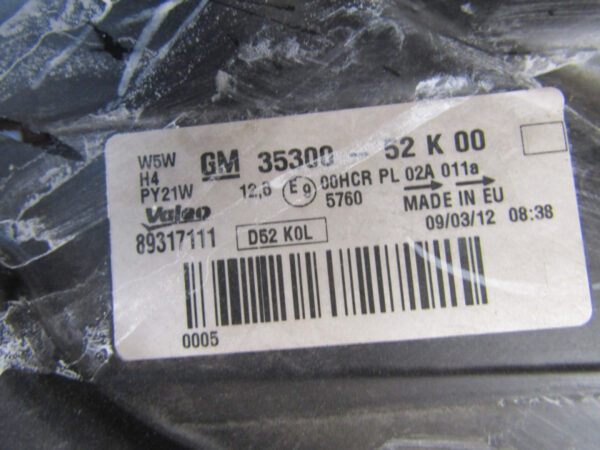 W5W
H4
PY21W
GM 35300 - 52 K 00
12,8 E9 00HCR PL 02A 011a
5760
MADE IN EU
09/03/12 08:38
Valeo
89317111 D52 K0L
0005